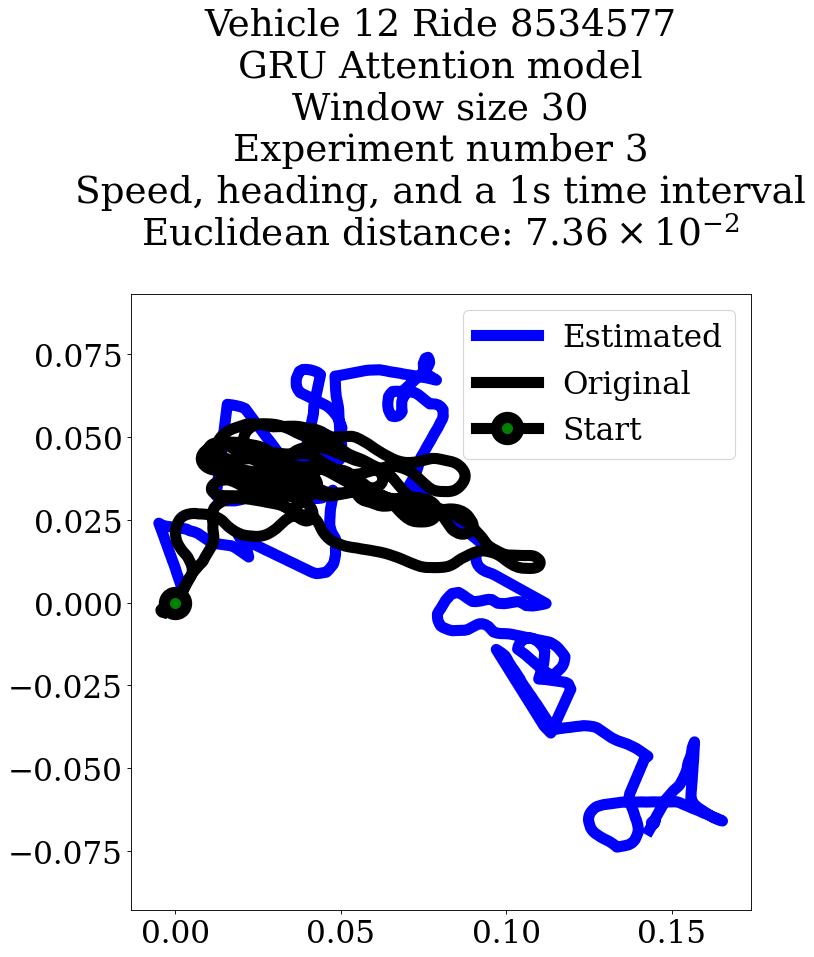 Vehicle 12 Ride 8534577
GRU Attention model
Window size 30
Experiment number 3
Speed, heading, and a 1s time interval
Euclidean distance: 7.36 × 10⁻²
Estimated
Original
Start
0.075
0.050
0.025
0.000
−0.025
−0.050
−0.075
0.00 0.05 0.10 0.15